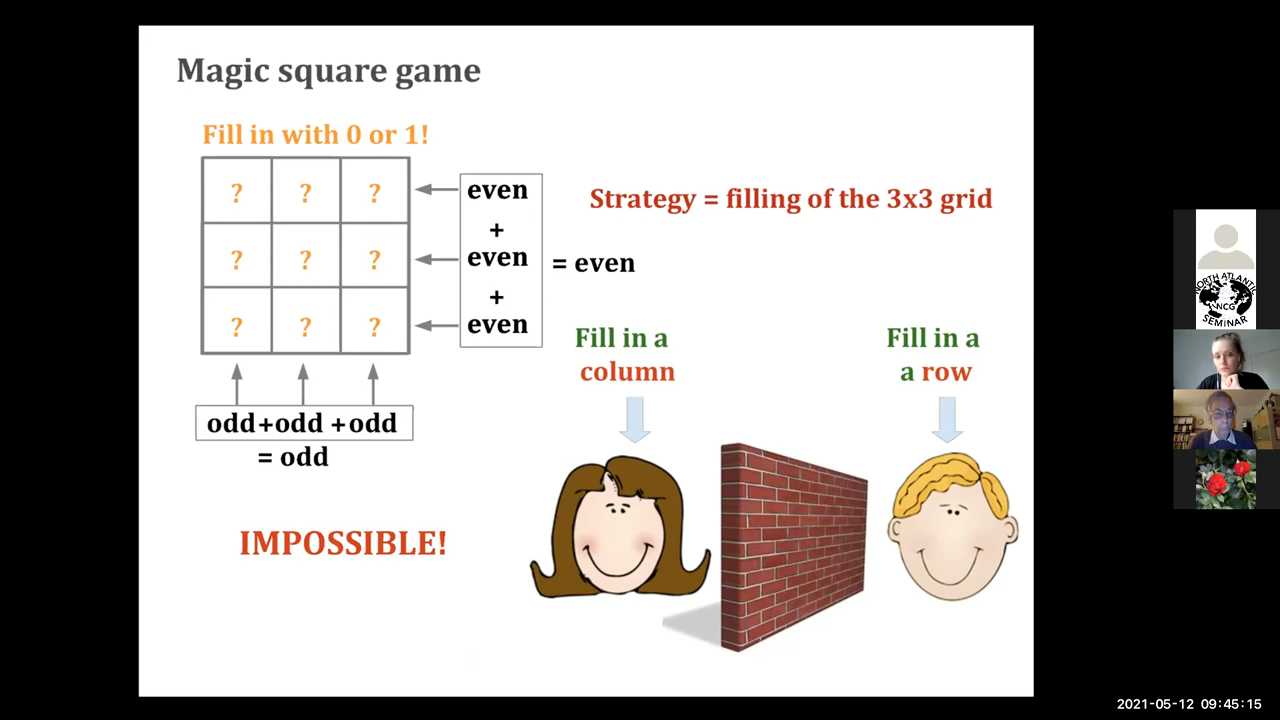 Magic square game
Fill in with 0 or 1!
? ? ?
? ? ?
? ? ?
even
+
even
+
even
= even
odd+odd +odd
= odd
IMPOSSIBLE!
Strategy = filling of the 3x3 grid
Fill in a
column
Fill in a
a row
NORTH ATLANTIC
NCG
SEMINAR
2021-05-12 09:45:15